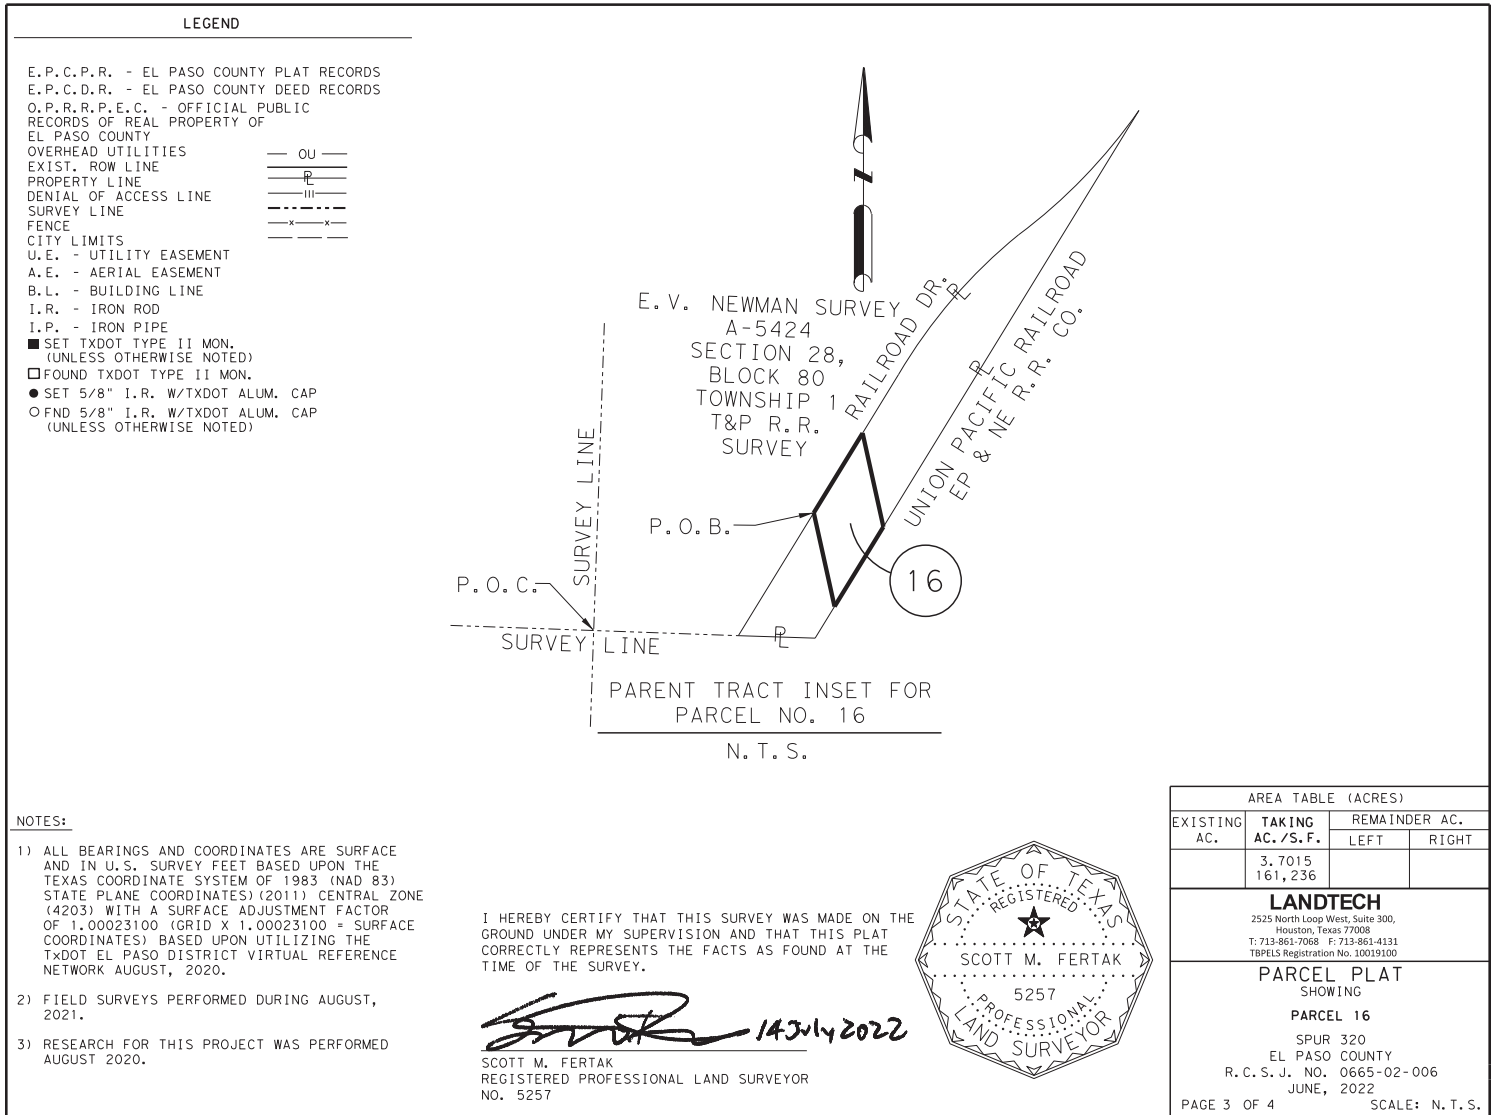 LEGEND
E.P.C.P.R. - EL PASO COUNTY PLAT RECORDS
E.P.C.D.R. - EL PASO COUNTY DEED RECORDS
O.P.R.R.P.E.C. - OFFICIAL PUBLIC
RECORDS OF REAL PROPERTY OF
EL PASO COUNTY
OVERHEAD UTILITIES OU
EXIST. ROW LINE
PROPERTY LINE PL
DENIAL OF ACCESS LINE III
SURVEY LINE
FENCE x x
CITY LIMITS
U.E. - UTILITY EASEMENT
A.E. - AERIAL EASEMENT
B.L. - BUILDING LINE
I.R. - IRON ROD
I.P. - IRON PIPE
SET TXDOT TYPE II MON.
(UNLESS OTHERWISE NOTED)
FOUND TXDOT TYPE II MON.
SET 5/8" I.R. W/TXDOT ALUM. CAP
FND 5/8" I.R. W/TXDOT ALUM. CAP
(UNLESS OTHERWISE NOTED)
E.V. NEWMAN SURVEY
A-5424
SECTION 28,
BLOCK 80
TOWNSHIP 1
T&P R.R.
SURVEY
RAILROAD DR.
PL
PL
UNION PACIFIC RAILROAD
EP & NE R.R. CO.
SURVEY LINE
P.O.B.
16
P.O.C.
SURVEY LINE
PL
PARENT TRACT INSET FOR
PARCEL NO. 16
N.T.S.
NOTES:
1) ALL BEARINGS AND COORDINATES ARE SURFACE
AND IN U.S. SURVEY FEET BASED UPON THE
TEXAS COORDINATE SYSTEM OF 1983 (NAD 83)
STATE PLANE COORDINATES)(2011) CENTRAL ZONE
(4203) WITH A SURFACE ADJUSTMENT FACTOR
OF 1.00023100 (GRID X 1.00023100 = SURFACE
COORDINATES) BASED UPON UTILIZING THE
TxDOT EL PASO DISTRICT VIRTUAL REFERENCE
NETWORK AUGUST, 2020.
2) FIELD SURVEYS PERFORMED DURING AUGUST,
2021.
3) RESEARCH FOR THIS PROJECT WAS PERFORMED
AUGUST 2020.
I HEREBY CERTIFY THAT THIS SURVEY WAS MADE ON THE
GROUND UNDER MY SUPERVISION AND THAT THIS PLAT
CORRECTLY REPRESENTS THE FACTS AS FOUND AT THE
TIME OF THE SURVEY.
14 July 2022
SCOTT M. FERTAK
REGISTERED PROFESSIONAL LAND SURVEYOR
NO. 5257
STATE OF TEXAS
REGISTERED
SCOTT M. FERTAK
5257
PROFESSIONAL
LAND SURVEYOR
AREA TABLE (ACRES)
EXISTING AC. TAKING AC./S.F. REMAINDER AC.
LEFT RIGHT
3.7015
161,236
LANDTECH
2525 North Loop West, Suite 300,
Houston, Texas 77008
T: 713-861-7068 F: 713-861-4131
TBPELS Registration No. 10019100
PARCEL PLAT
SHOWING
PARCEL 16
SPUR 320
EL PASO COUNTY
R.C.S.J. NO. 0665-02-006
JUNE, 2022
PAGE 3 OF 4 SCALE: N.T.S.